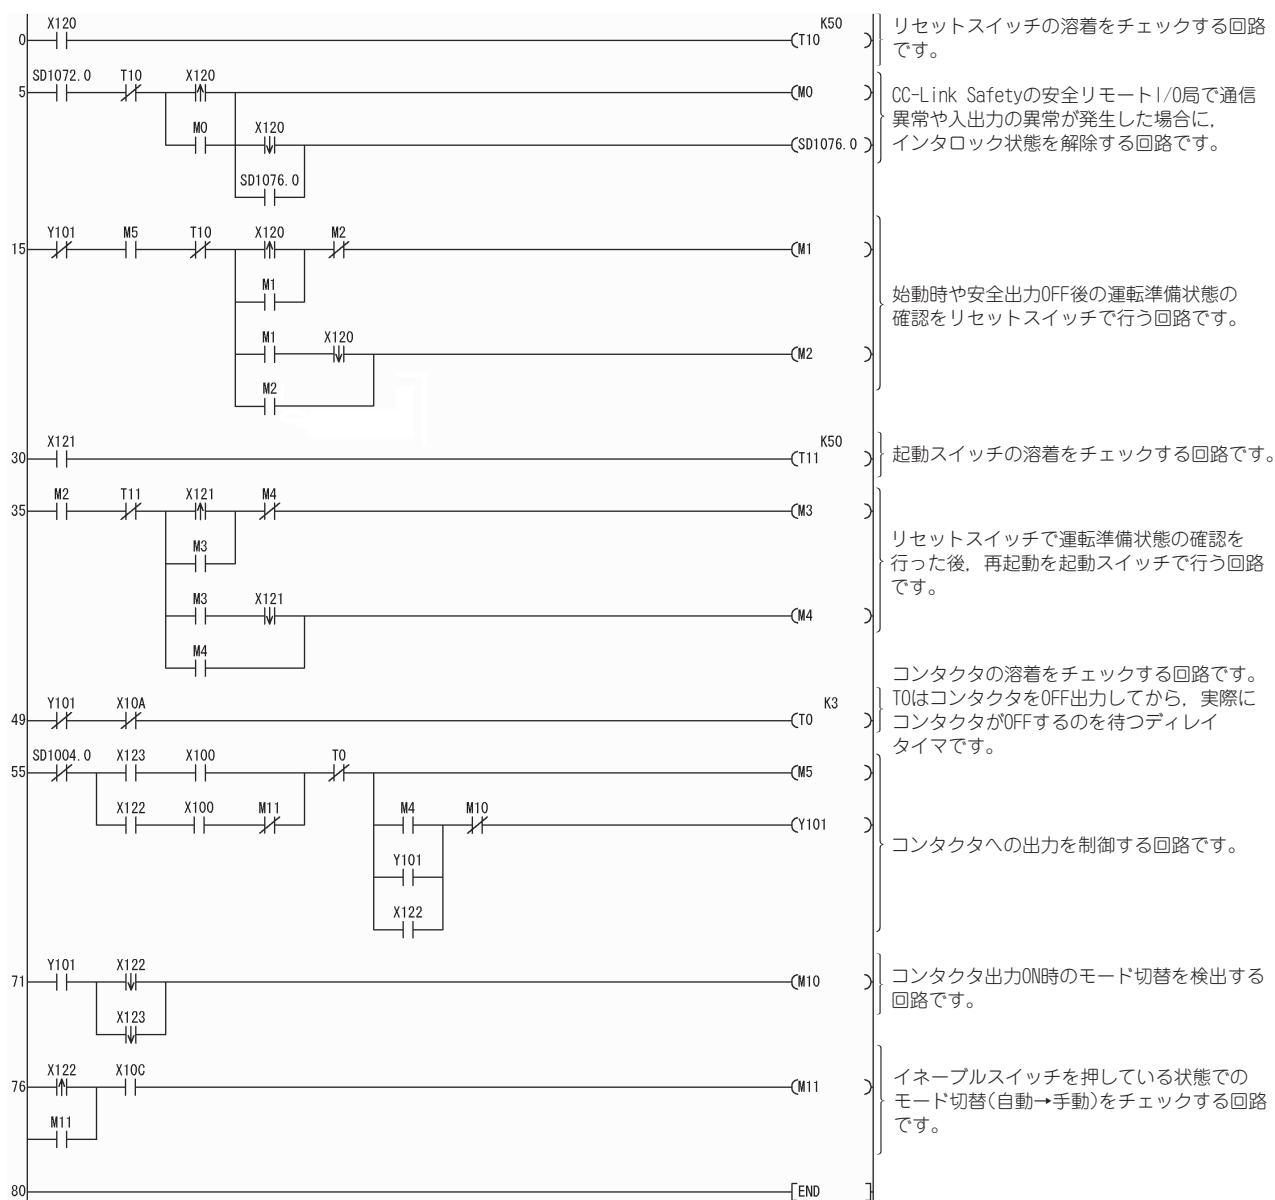 X120 K50
0 (T10 ) リセットスイッチの溶着をチェックする回路
です。
SD1072.0 T10 X120
5 (M0 ) CC-Link Safetyの安全リモートI/O局で通信
異常や入出力の異常が発生した場合に,
インタロック状態を解除する回路です。
M0 X120
(SD1076.0 )
SD1076.0
Y101 M5 T10 X120 M2
15 (M1 )
M1
始動時や安全出力OFF後の運転準備状態の
確認をリセットスイッチで行う回路です。
M1 X120
(M2 )
M2
X121 K50
30 (T11 ) 起動スイッチの溶着をチェックする回路です。
M2 T11 X121 M4
35 (M3 )
リセットスイッチで運転準備状態の確認を
行った後, 再起動を起動スイッチで行う回路
です。
M3
M3 X121
(M4 )
M4
コンタクタの溶着をチェックする回路です。
T0はコンタクタをOFF出力してから, 実際に
コンタクタがOFFするのを待つディレイ
タイマです。
Y101 X10A K3
49 (T0 )
SD1004.0 X123 X100 T0
55 (M5 )
X122 X100 M11 M4 M10
(Y101 )
コンタクタへの出力を制御する回路です。
Y101
X122
Y101 X122
71 (M10 ) コンタクタ出力ON時のモード切替を検出する
回路です。
X123
X122 X10C
76 (M11 ) イネーブルスイッチを押している状態での
モード切替(自動→手動)をチェックする回路
です。
M11
80 [END ]